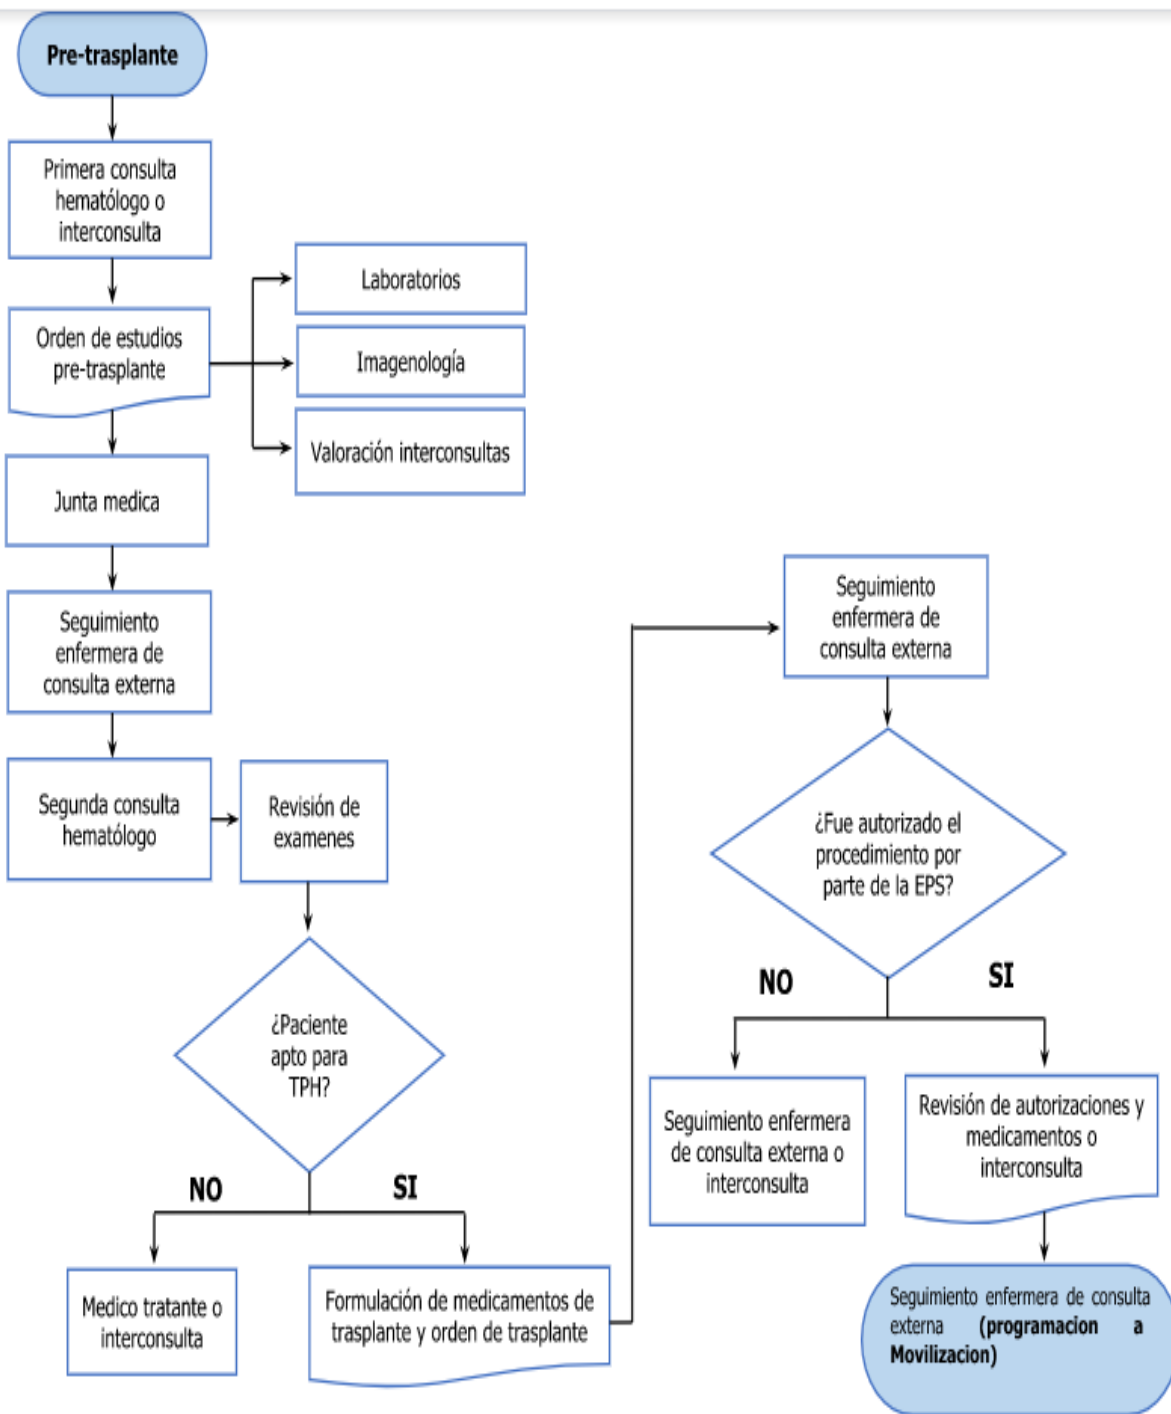 Pre-trasplante
Primera consulta
hematólogo o
interconsulta
Orden de estudios
pre-trasplante
Laboratorios
Imagenología
Valoración interconsultas
Junta medica
Seguimiento
enfermera de
consulta externa
Segunda consulta
hematólogo
Revisión de
examenes
¿Paciente
apto para
TPH?
NO
SI
Medico tratante o
interconsulta
Formulación de medicamentos de
trasplante y orden de trasplante
Seguimiento
enfermera de
consulta externa
¿Fue autorizado el
procedimiento por
parte de la EPS?
NO
SI
Seguimiento enfermera
de consulta externa o
interconsulta
Revisión de autorizaciones y
medicamentos o
interconsulta
Seguimiento enfermera de consulta
externa (programacion a
Movilizacion)